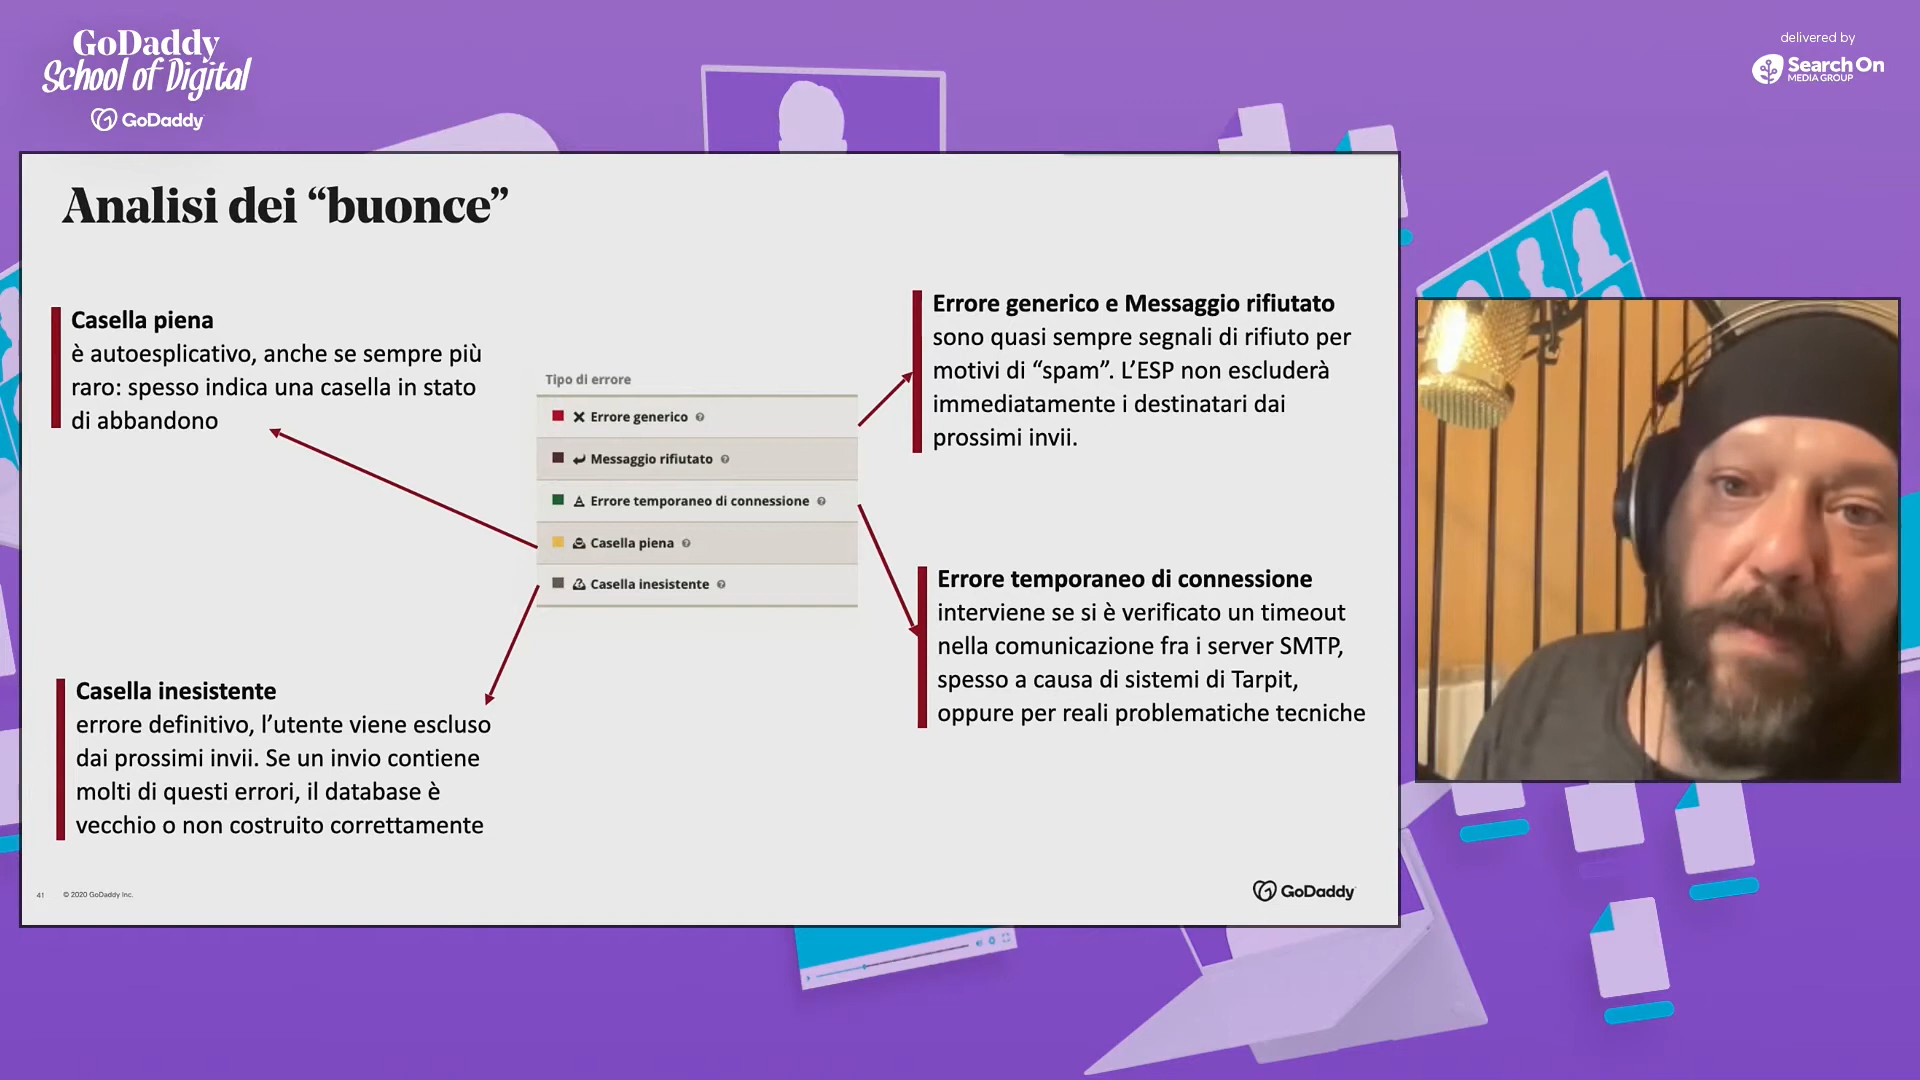 GoDaddy
School of Digital
GoDaddy
delivered by
Search On
MEDIA GROUP
Analisi dei “buonce”
Casella piena
è autoesplicativo, anche se sempre più
raro: spesso indica una casella in stato
di abbandono
Casella inesistente
errore definitivo, l’utente viene escluso
dai prossimi invii. Se un invio contiene
molti di questi errori, il database è
vecchio o non costruito correttamente
Tipo di errore
Errore generico
Messaggio rifiutato
Errore temporaneo di connessione
Casella piena
Casella inesistente
Errore generico e Messaggio rifiutato
sono quasi sempre segnali di rifiuto per
motivi di “spam”. L’ESP non escluderà
immediatamente i destinatari dai
prossimi invii.
Errore temporaneo di connessione
interviene se si è verificato un timeout
nella comunicazione fra i server SMTP,
spesso a causa di sistemi di Tarpit,
oppure per reali problematiche tecniche
41 © 2020 GoDaddy Inc.
GoDaddy